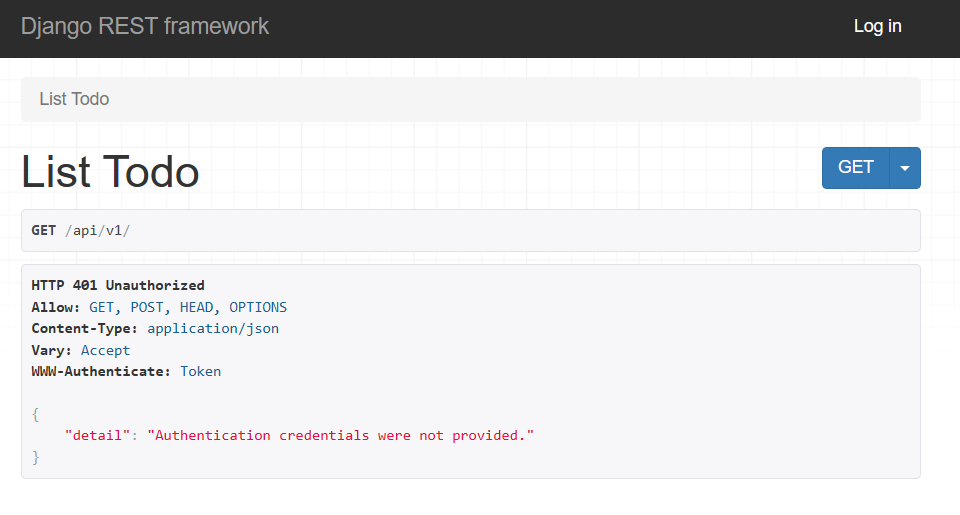 Django REST framework
Log in
List Todo
List Todo
GET
GET /api/v1/
HTTP 401 Unauthorized
Allow: GET, POST, HEAD, OPTIONS
Content-Type: application/json
Vary: Accept
WWW-Authenticate: Token
{
    "detail": "Authentication credentials were not provided."
}